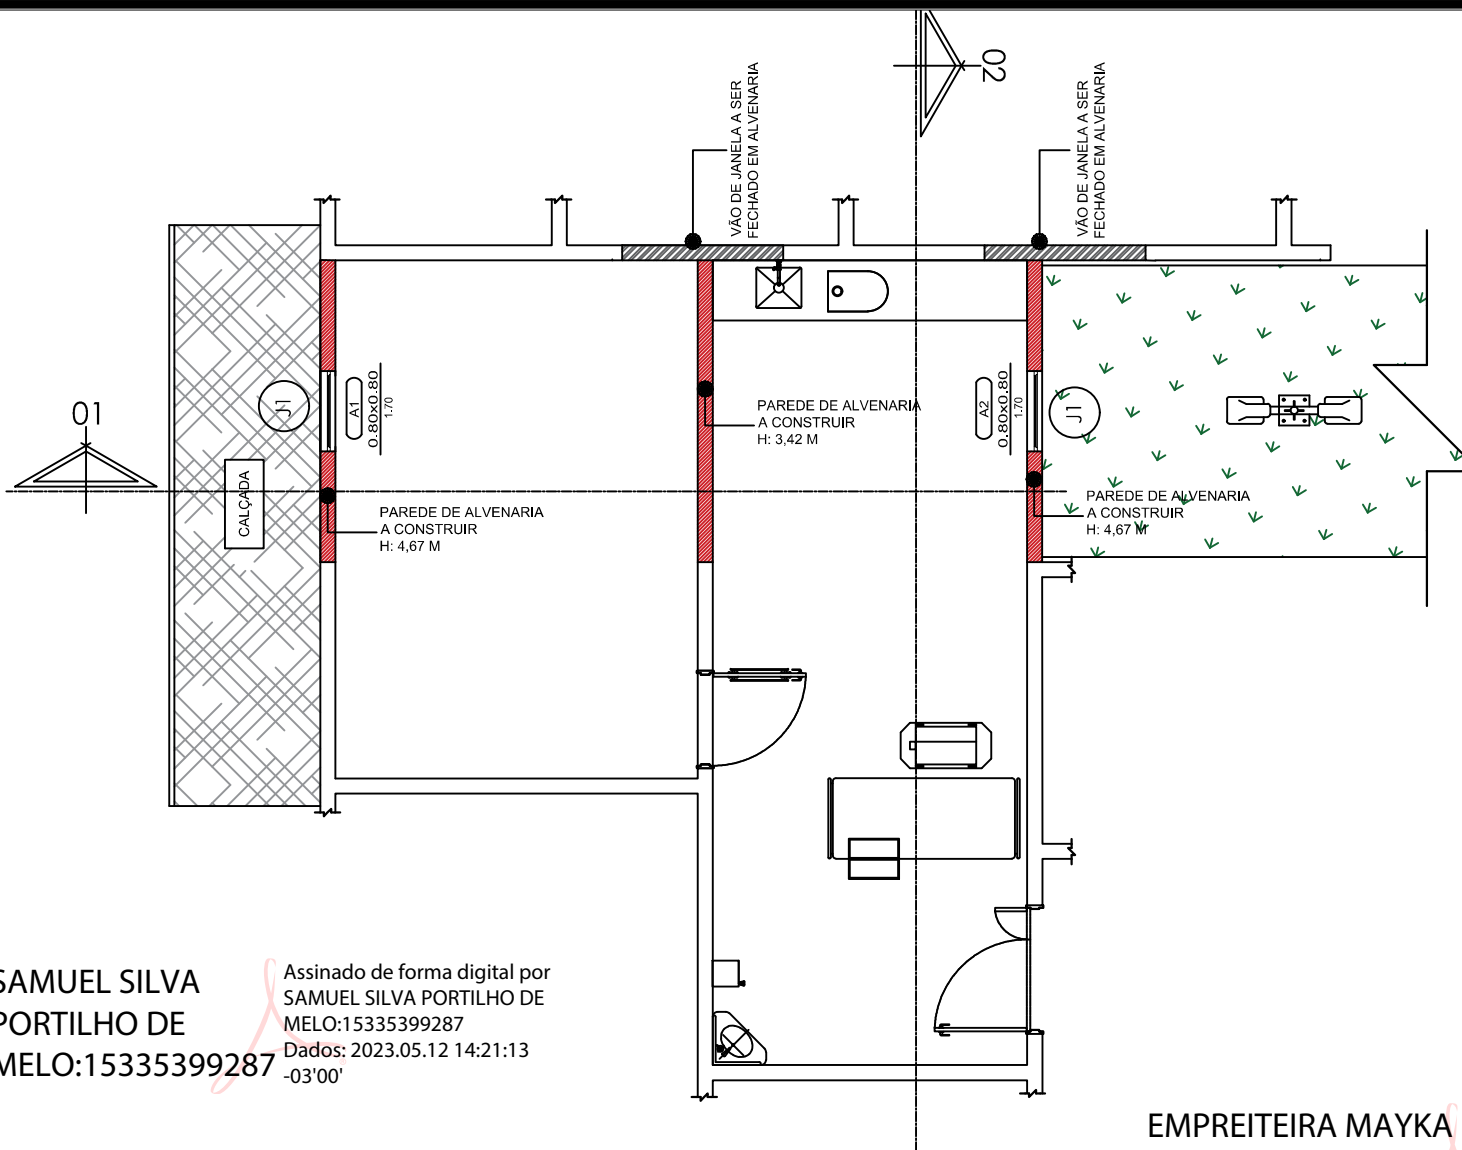 02
VÃO DE JANELA A SER
FECHADO EM ALVENARIA
VÃO DE JANELA A SER
FECHADO EM ALVENARIA
01
J1
A1
0.80x0.80
1.70
PAREDE DE ALVENARIA
A CONSTRUIR
H: 3,42 M
A2
0.80x0.80
1.70
J1
CALÇADA
PAREDE DE ALVENARIA
A CONSTRUIR
H: 4,67 M
PAREDE DE ALVENARIA
A CONSTRUIR
H: 4,67 M
SAMUEL SILVA
PORTILHO DE
MELO:15335399287
Assinado de forma digital por
SAMUEL SILVA PORTILHO DE
MELO:15335399287
Dados: 2023.05.12 14:21:13
-03'00'
EMPREITEIRA MAYKA